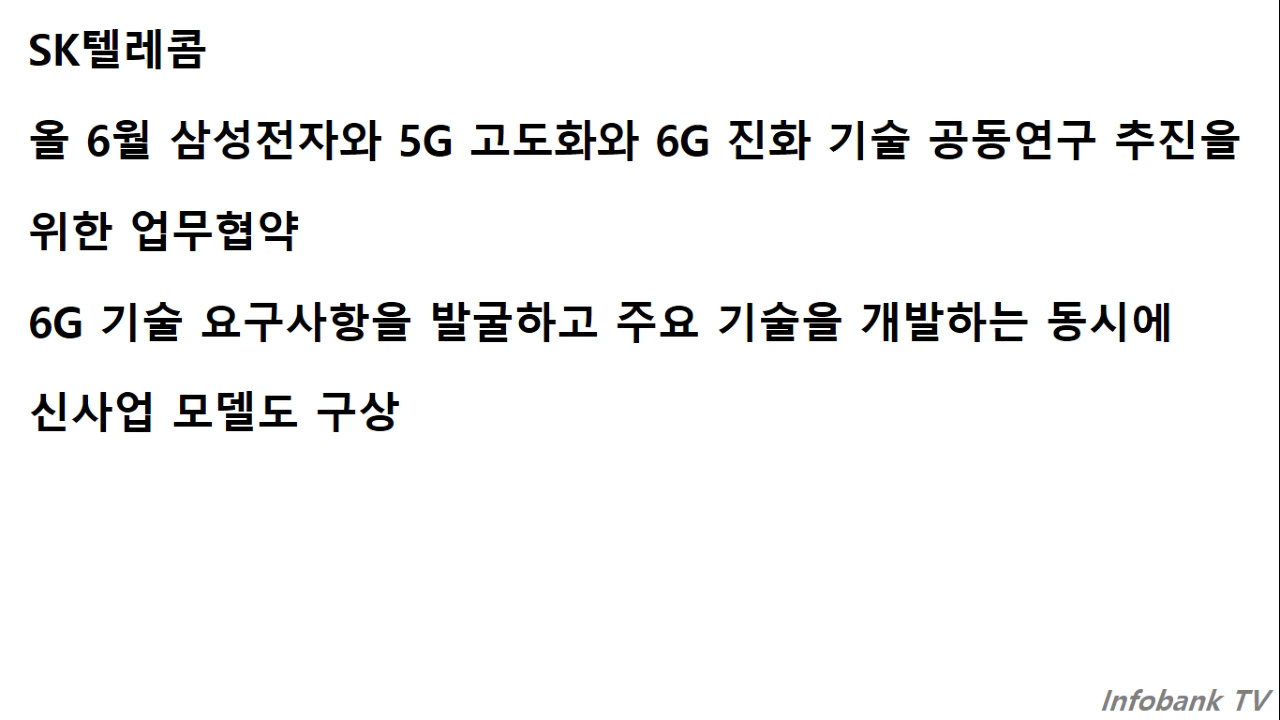 SK텔레콤
올 6월 삼성전자와 5G 고도화와 6G 진화 기술 공동연구 추진을
위한 업무협약
6G 기술 요구사항을 발굴하고 주요 기술을 개발하는 동시에
신사업 모델도 구상
Infobank TV